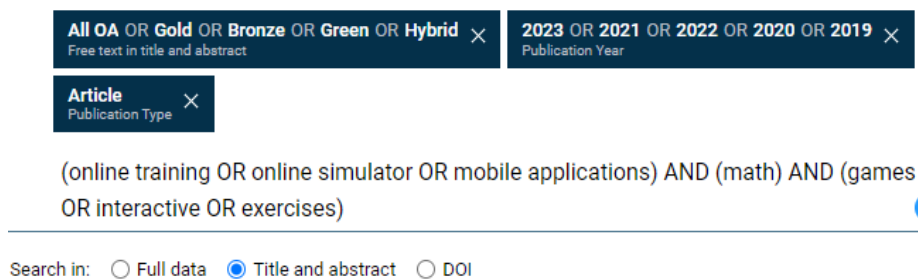 All OA OR Gold OR Bronze OR Green OR Hybrid ×
Free text in title and abstract
2023 OR 2021 OR 2022 OR 2020 OR 2019 ×
Publication Year
Article ×
Publication Type
(online training OR online simulator OR mobile applications) AND (math) AND (games
OR interactive OR exercises)
Search in: Full data Title and abstract DOI